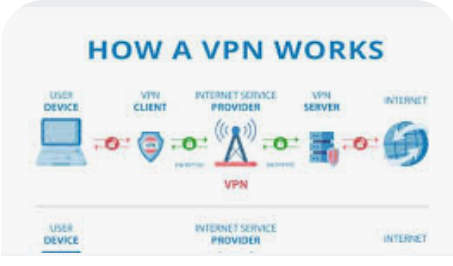 HOW A VPN WORKS
USER DEVICE
VPN CLIENT
INTERNET SERVICE PROVIDER
VPN SERVER
INTERNET
VPN
USER DEVICE
INTERNET SERVICE PROVIDER
INTERNET